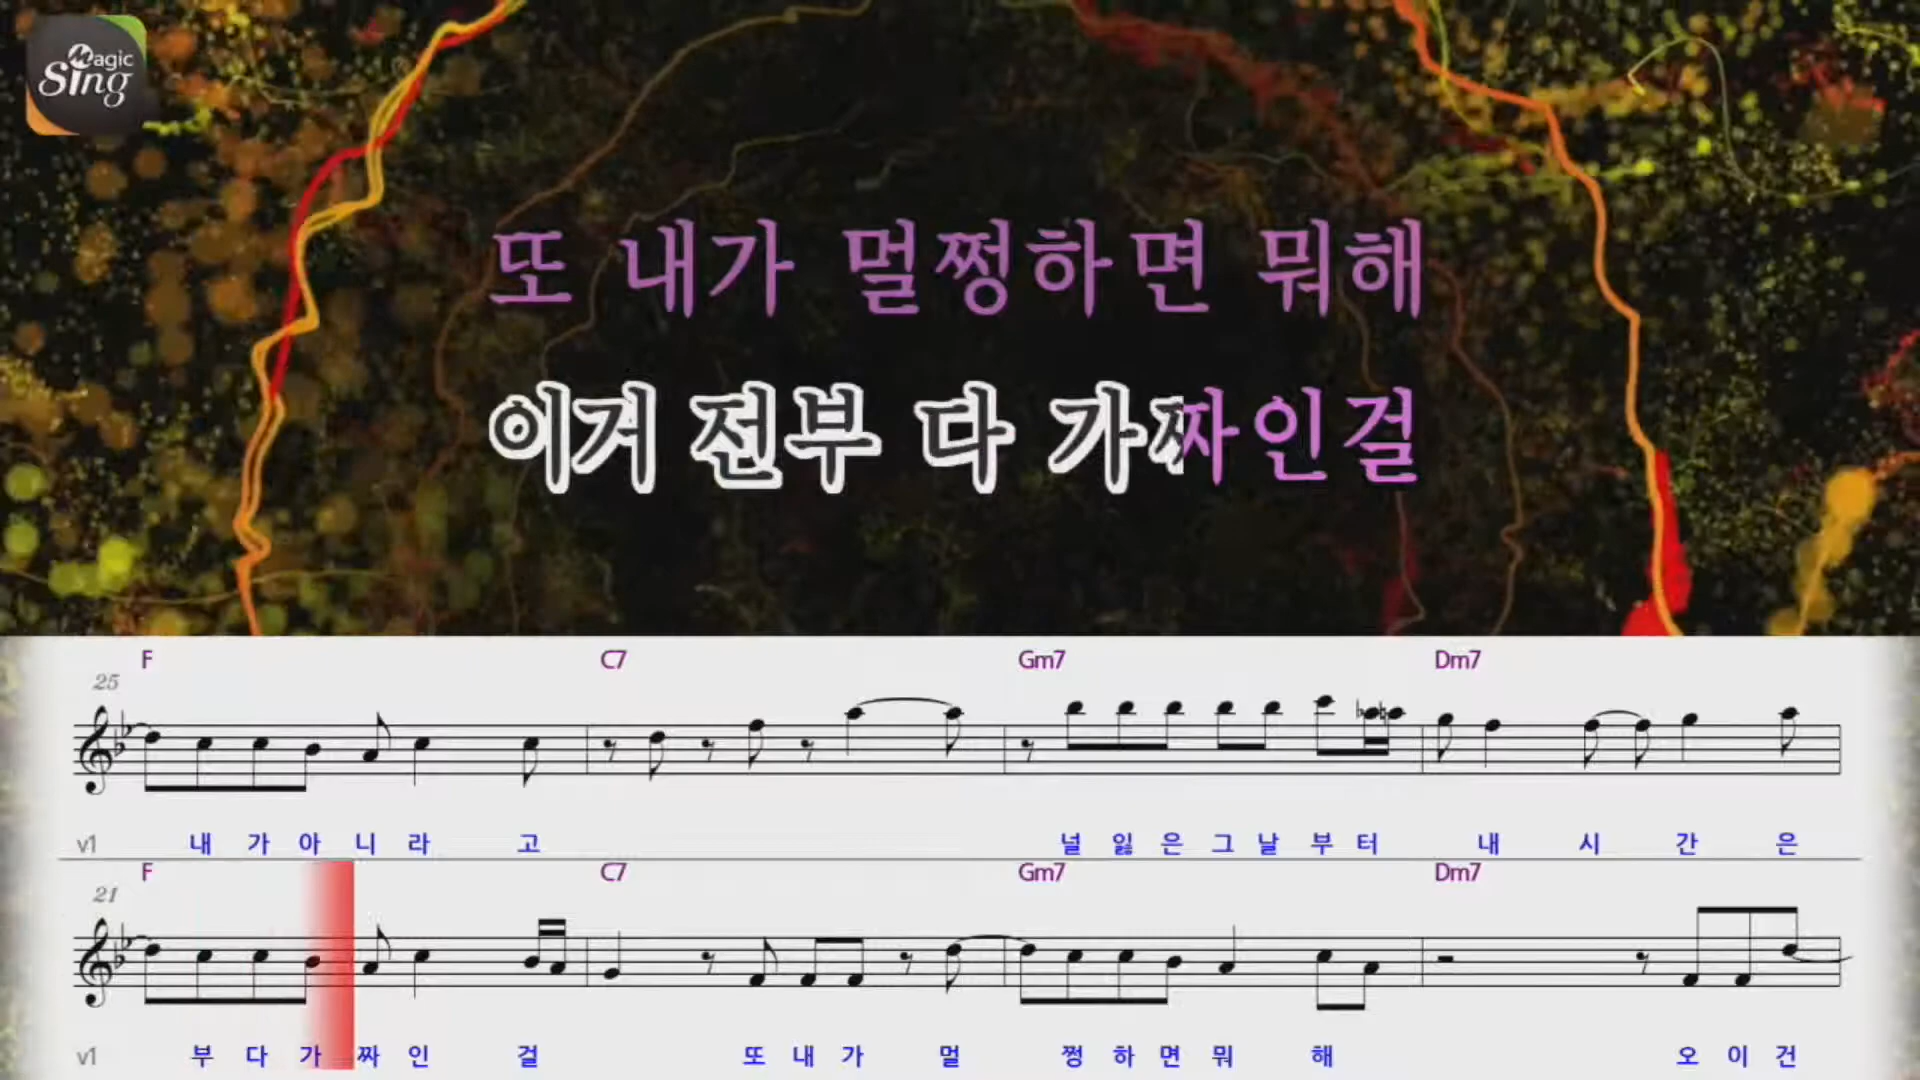 Magic
Sing
또 내가 멀쩡하면 뭐해
이거 전부 다 가짜인걸
F C7 Gm7 Dm7
25
v1 내 가 아 니 라 고 널 잃 은 그 날 부 터 내 시 간 은
F C7 Gm7 Dm7
21
v1 부 다 가 짜 인 걸 또 내 가 멀 쩡 하 면 뭐 해 오 이 건